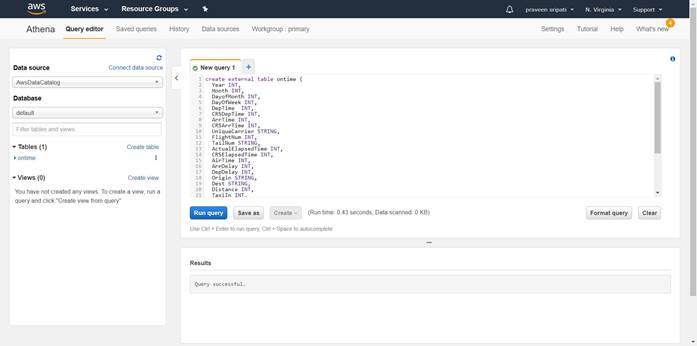 aws Services Resource Groups praveen sripati N. Virginia Support
Athena Query editor Saved queries History Data sources Workgroup : primary Settings Tutorial Help What's new 4
Data source
Connect data source
AwsDataCatalog
Database
default
Filter tables and views...
Tables (1) Create table
ontime
Views (0) Create view
You have not created any views. To create a view, run a
query and click "Create view from query"
New query 1 +
1 create external table ontime (
2 Year INT,
3 Month INT,
4 DayofMonth INT,
5 DayOfWeek INT,
6 DepTime INT,
7 CRSDepTime INT,
8 ArrTime INT,
9 CRSArrTime INT,
10 UniqueCarrier STRING,
11 FlightNum INT,
12 TailNum STRING,
13 ActualElapsedTime INT,
14 CRSElapsedTime INT,
15 AirTime INT,
16 ArrDelay INT,
17 DepDelay INT,
18 Origin STRING,
19 Dest STRING,
20 Distance INT,
21 TaxiIn INT,
Run query Save as Create (Run time: 0.43 seconds, Data scanned: 0 KB) Format query Clear
Use Ctrl + Enter to run query, Ctrl + Space to autocomplete
Results
Query successful.